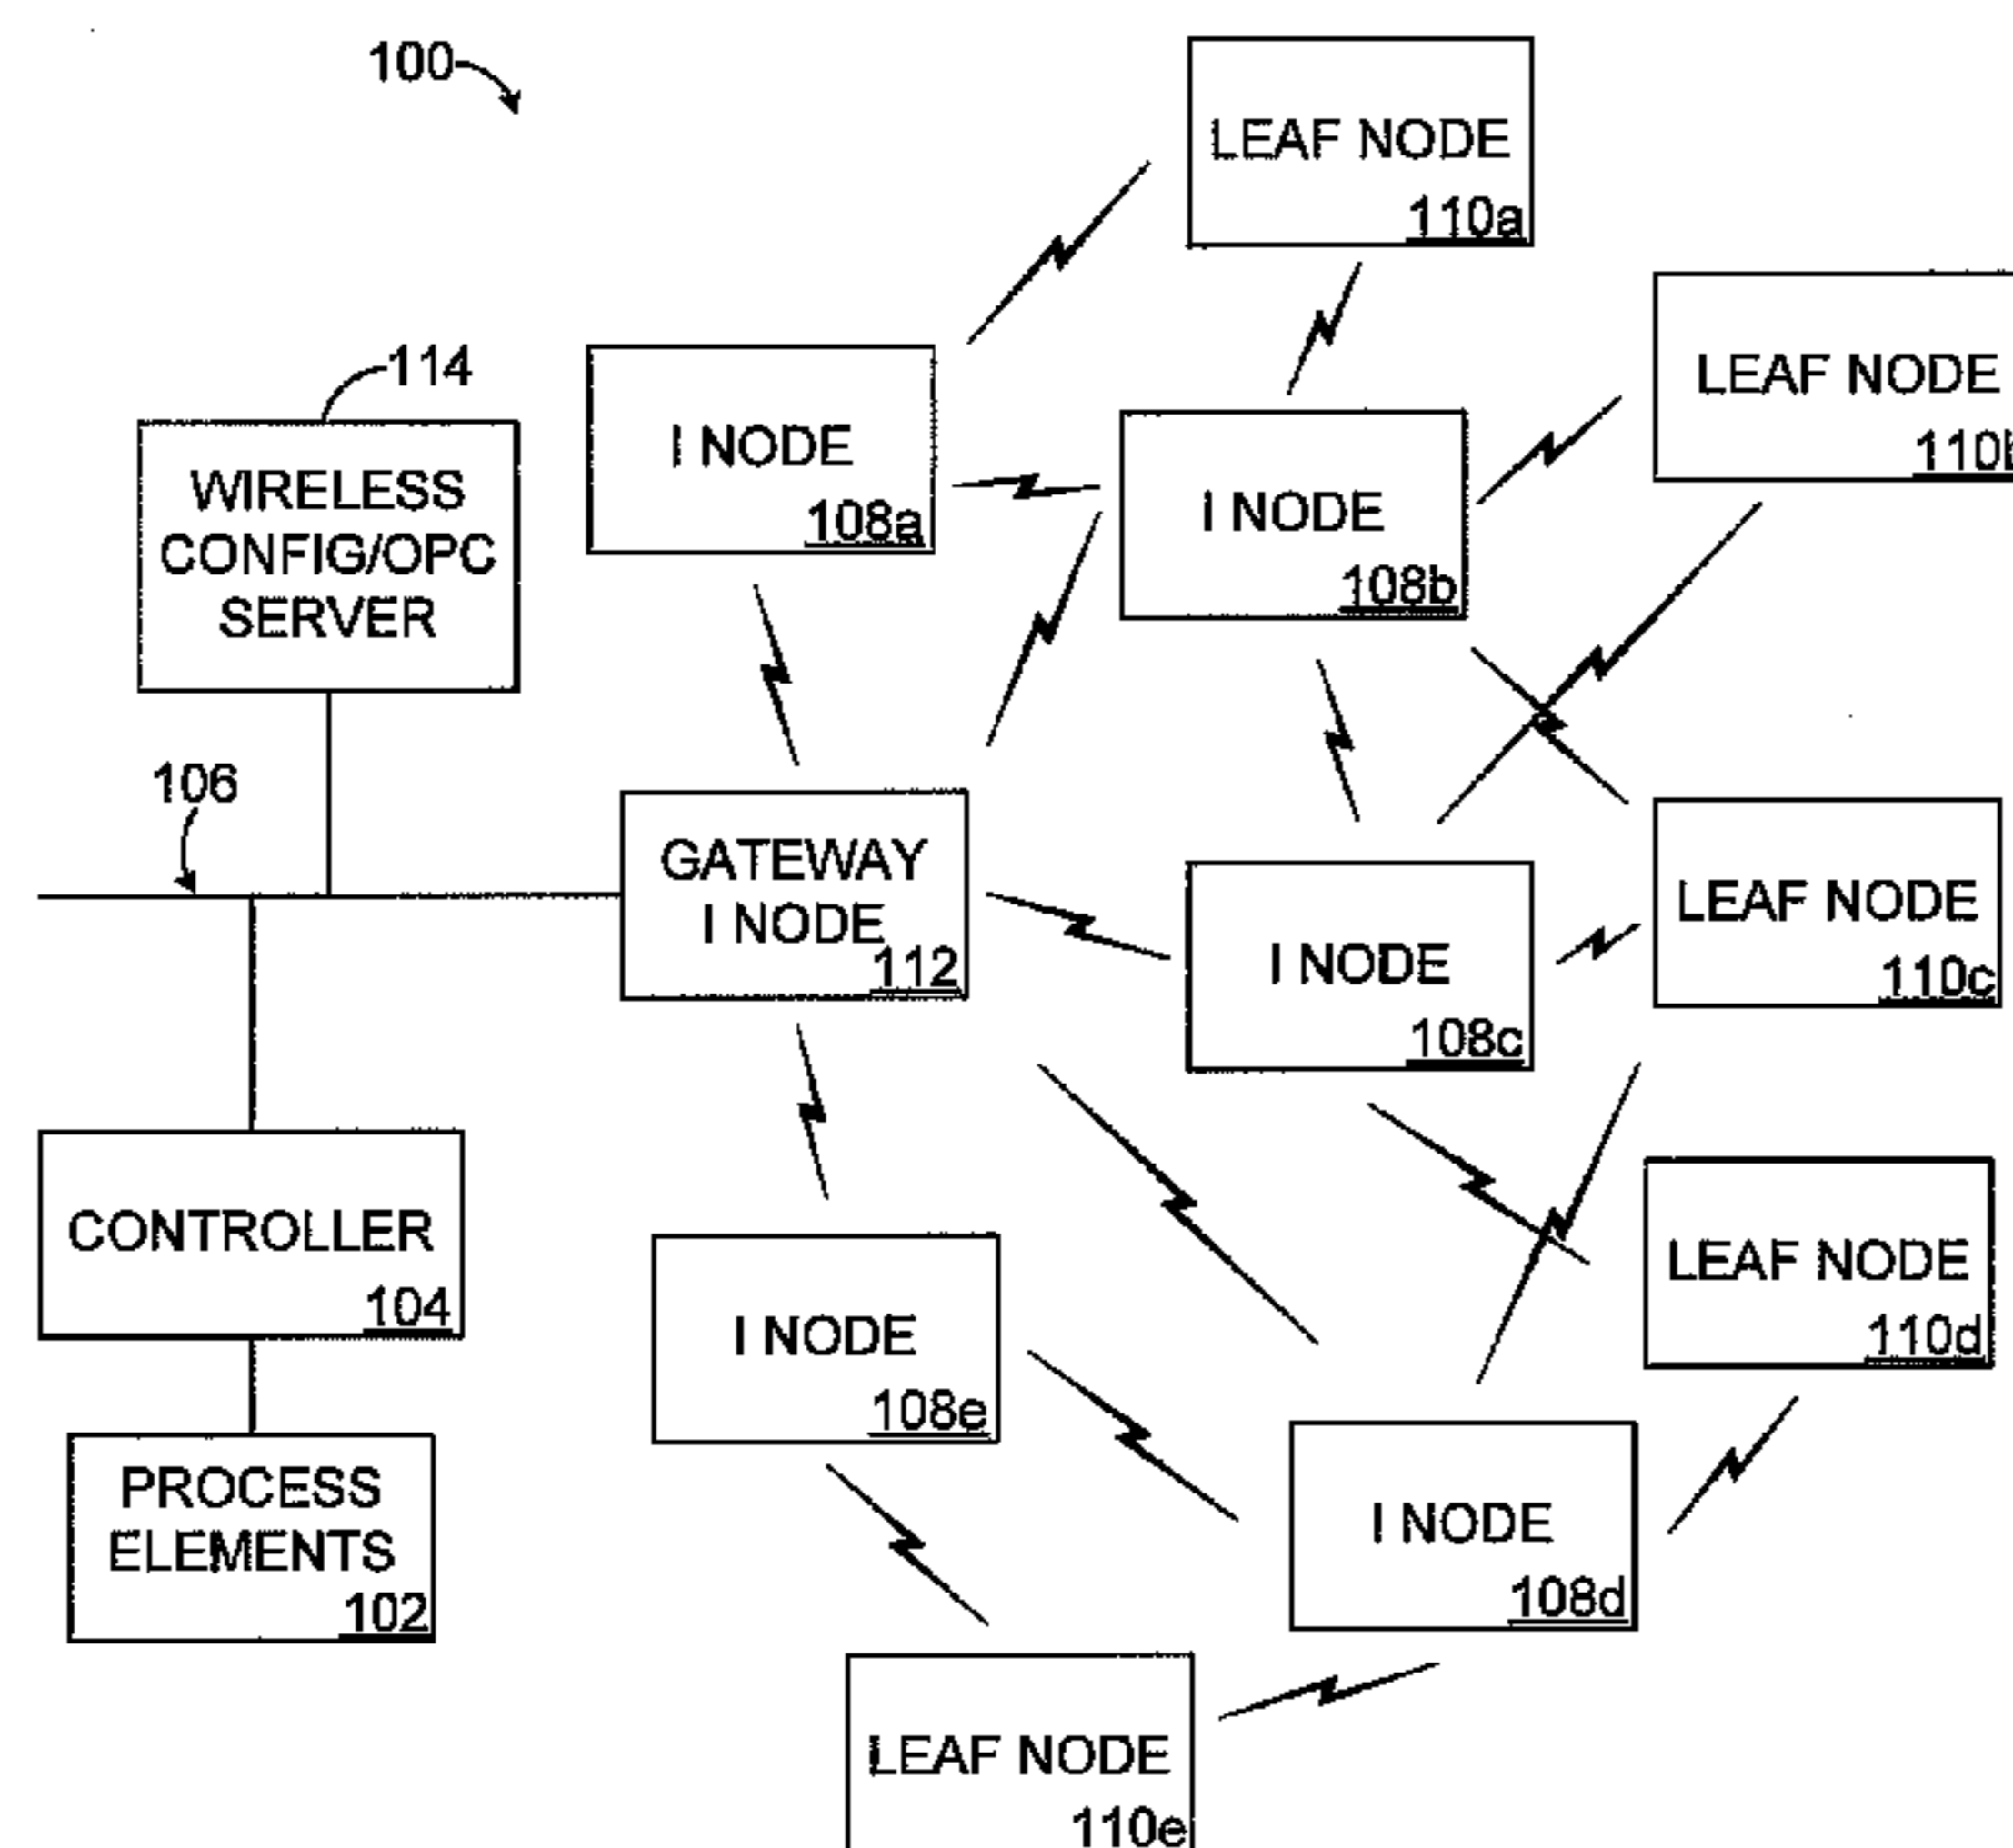 100
LEAF NODE
110a
LEAF NODE
110b
114
I NODE
108a
I NODE
108b
WIRELESS
CONFIG/OPC
SERVER
106
GATEWAY
I NODE
112
LEAF NODE
110c
I NODE
108c
CONTROLLER
104
LEAF NODE
110d
I NODE
108e
PROCESS
ELEMENTS
102
I NODE
108d
LEAF NODE
110e